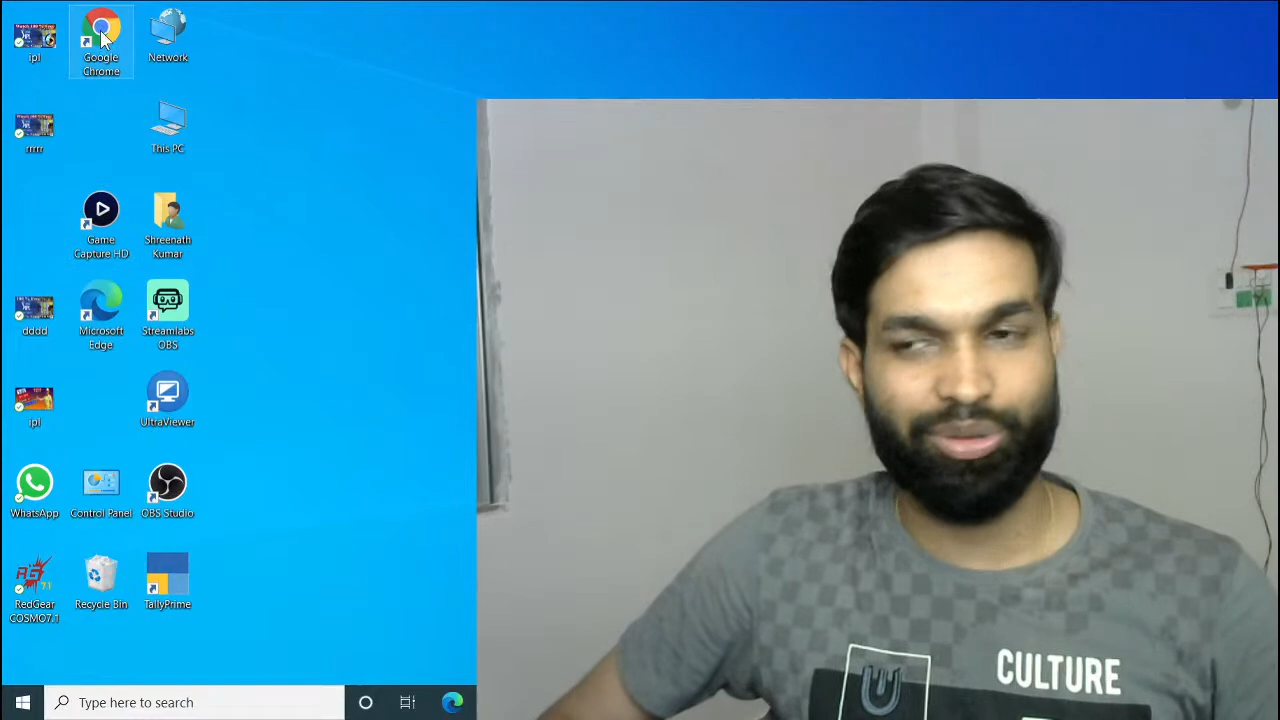 ipl
Google
Chrome
Network
rrrrr
This PC
Game
Capture HD
Shreenath
Kumar
dddd
Microsoft
Edge
Streamlabs
OBS
ipl
UltraViewer
WhatsApp
Control Panel
OBS Studio
RedGear
COSMO7.1
Recycle Bin
TallyPrime
Type here to search
CULTURE